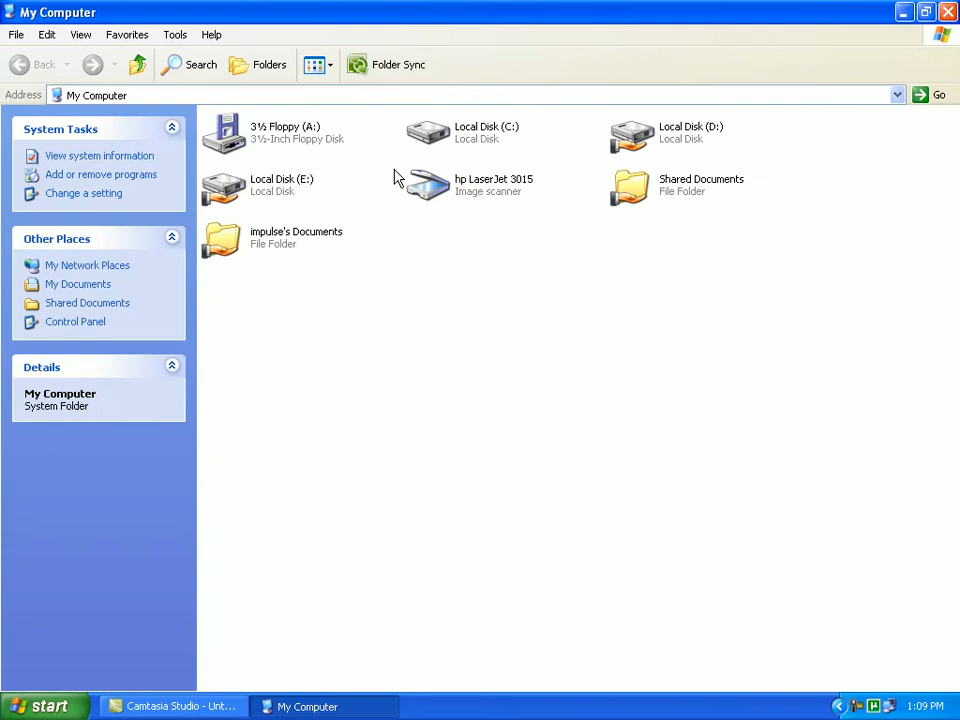 My Computer
File Edit View Favorites Tools Help
Back Search Folders Folder Sync
Address My Computer Go
System Tasks
View system information
Add or remove programs
Change a setting
Other Places
My Network Places
My Documents
Shared Documents
Control Panel
Details
My Computer
System Folder
3½ Floppy (A:)
3½-Inch Floppy Disk
Local Disk (C:)
Local Disk
Local Disk (D:)
Local Disk
Local Disk (E:)
Local Disk
hp LaserJet 3015
Image scanner
Shared Documents
File Folder
impulse's Documents
File Folder
start Camtasia Studio - Unt... My Computer 1:09 PM